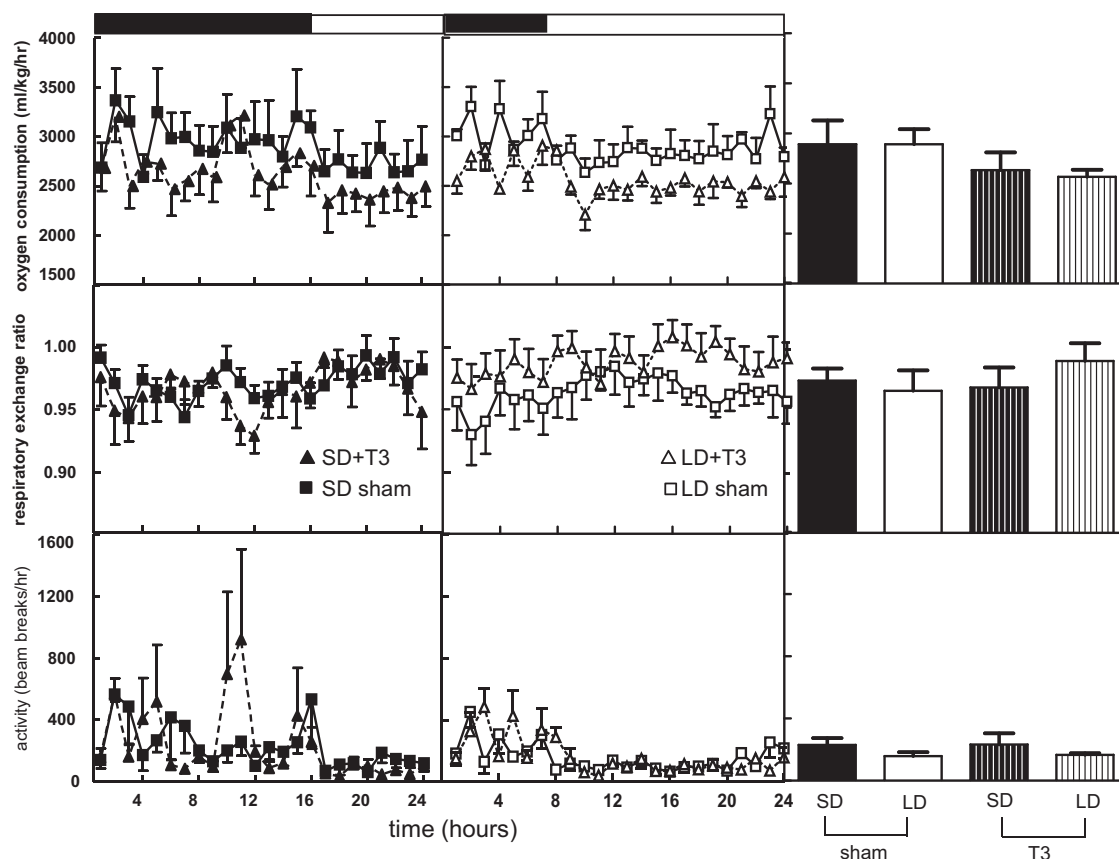 4000
3500
3000
2500
2000
1500
oxygen consumption (ml/kg/hr)
1.00
0.95
0.90
respiratory exchange ratio
SD+T3
SD sham
LD+T3
LD sham
1600
1200
800
400
0
activity (beam breaks/hr)
4 8 12 16 20 24
4 8 12 16 20 24
time (hours)
SD LD SD LD
sham T3